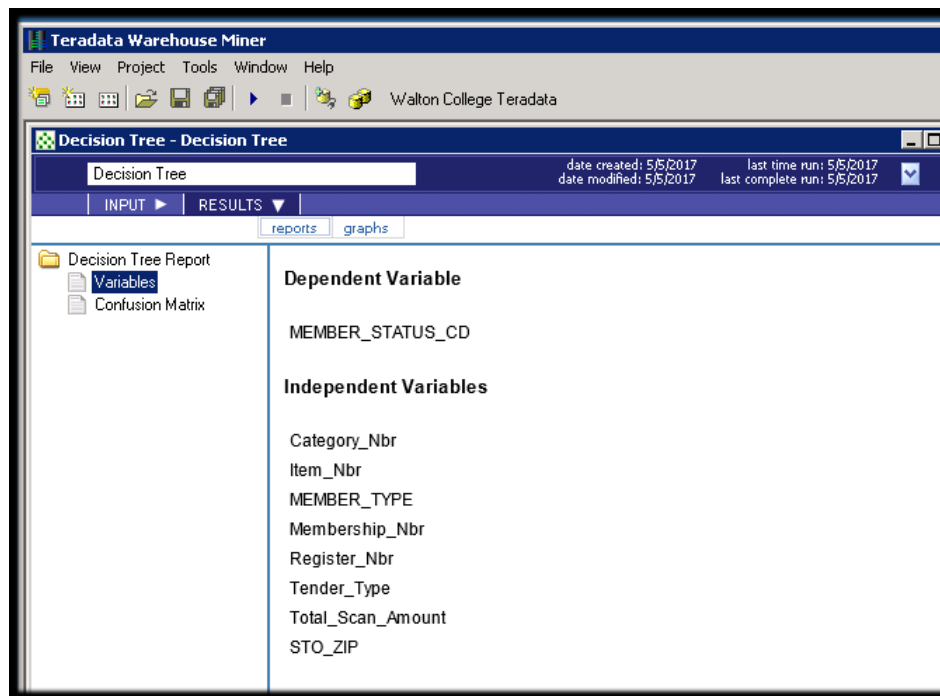 Teradata Warehouse Miner
File View Project Tools Window Help
Walton College Teradata
Decision Tree - Decision Tree
Decision Tree
date created: 5/5/2017 last time run: 5/5/2017
date modified: 5/5/2017 last complete run: 5/5/2017
INPUT ▶ RESULTS ▼
reports graphs
Decision Tree Report
Variables
Confusion Matrix
Dependent Variable
MEMBER_STATUS_CD
Independent Variables
Category_Nbr
Item_Nbr
MEMBER_TYPE
Membership_Nbr
Register_Nbr
Tender_Type
Total_Scan_Amount
STO_ZIP